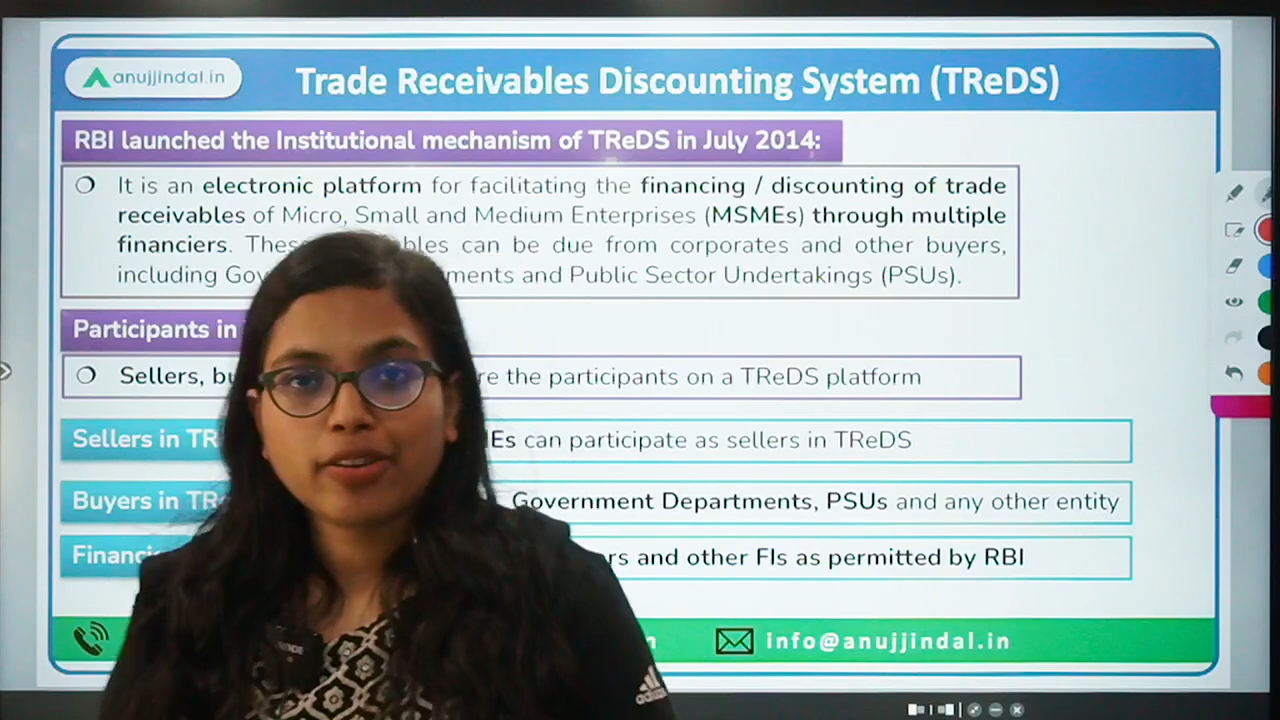 anujjindal.in
Trade Receivables Discounting System (TReDS)
RBI launched the Institutional mechanism of TReDS in July 2014:
It is an electronic platform for facilitating the financing / discounting of trade
receivables of Micro, Small and Medium Enterprises (MSMEs) through multiple
financiers. These bles can be due from corporates and other buyers,
including Gov ments and Public Sector Undertakings (PSUs).
Participants in
Sellers, bu re the participants on a TReDS platform
Sellers in TR Es can participate as sellers in TReDS
Buyers in TRe Government Departments, PSUs and any other entity
Financi rs and other FIs as permitted by RBI
info@anujjindal.in
adidas